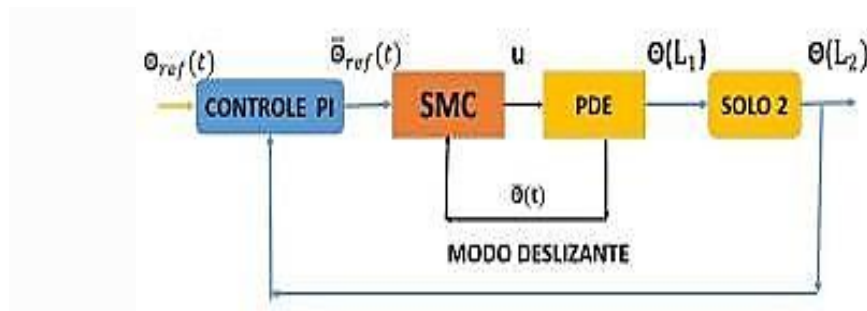 Θref(t)
Θ̄ref(t)
u
Θ(L₁)
Θ(L₂)
CONTROLE PI
SMC
PDE
SOLO 2
Θ̄(t)
MODO DESLIZANTE